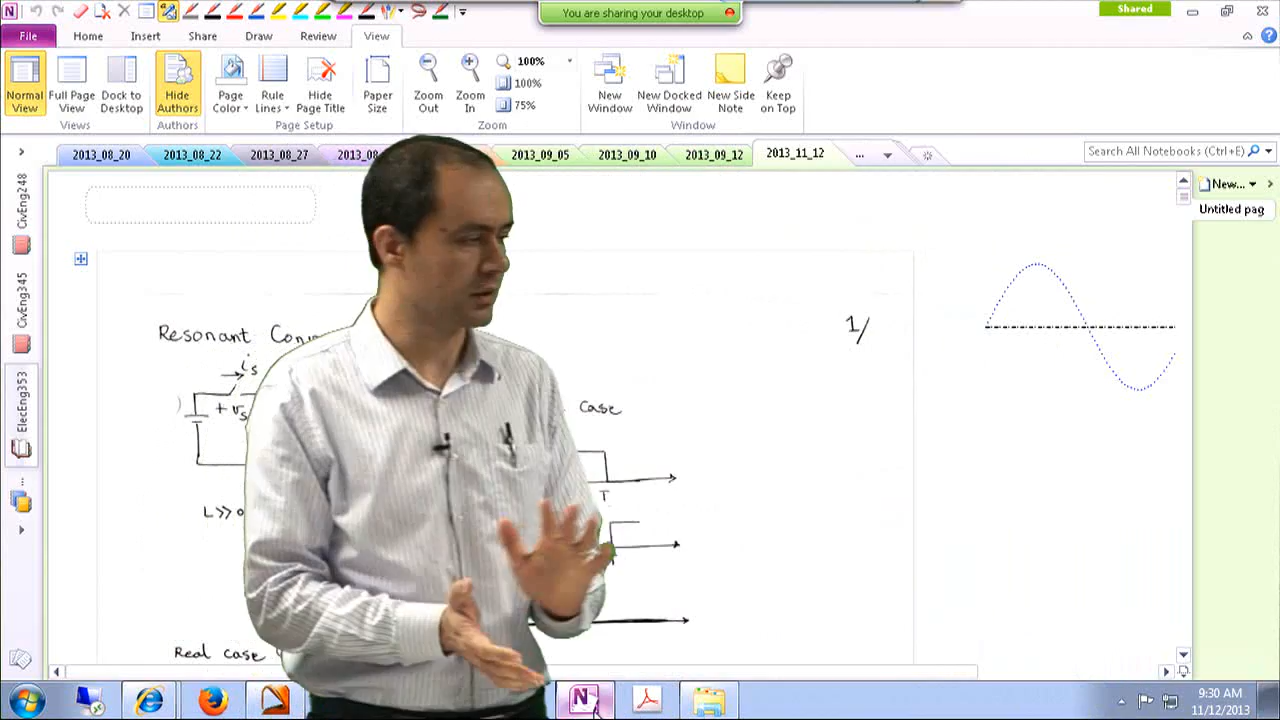 You are sharing your desktop
Shared
File Home Insert Share Draw Review View
Normal View
Full Page View
Dock to Desktop
Views
Hide Authors
Authors
Page Color
Rule Lines
Hide Page Title
Page Setup
Paper Size
Zoom Out
Zoom In
100%
100%
75%
Zoom
New Window
New Docked Window
New Side Note
Keep on Top
Window
2013_08_20 2013_08_22 2013_08_27 2013_09_05 2013_09_10 2013_09_12 2013_11_12 ...
Search All Notebooks (Ctrl+E)
CivEng248
CivEng345
ElecEng353
New...
Untitled pag
Resonant
1/
is
+ vs
case
T
L>>0
Real case
9:30 AM
11/12/2013